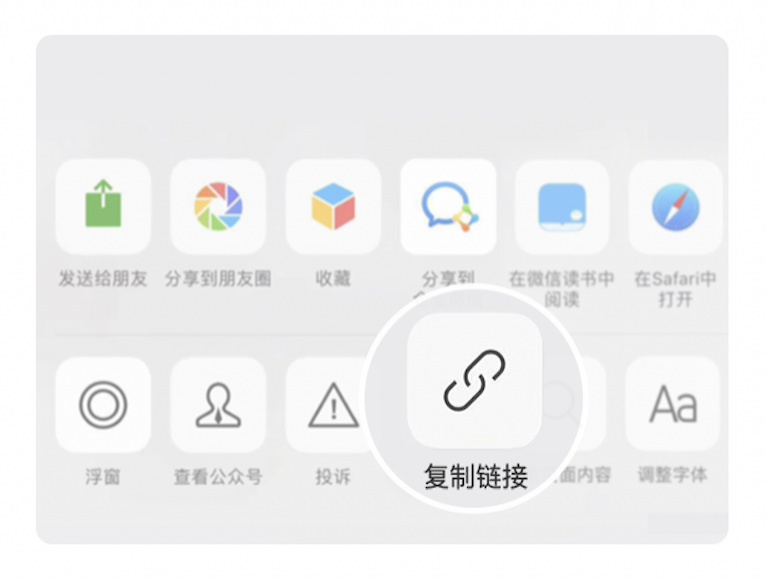 发送给朋友
分享到朋友圈
收藏
分享到
在微信读书中
阅读
在Safari中
打开
浮窗
查看公众号
投诉
复制链接
面内容
调整字体
Aa